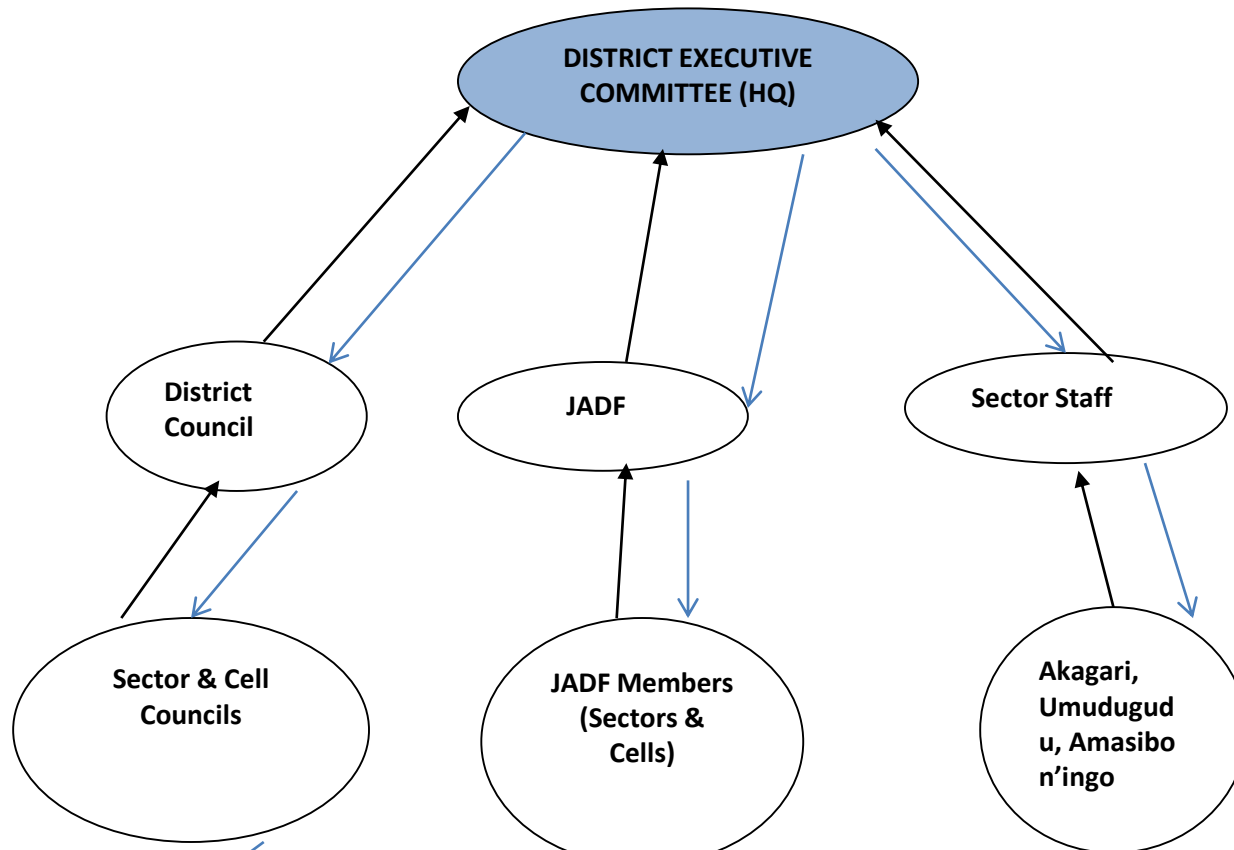 DISTRICT EXECUTIVE
COMMITTEE (HQ)
District
Council
JADF
Sector Staff
Sector & Cell
Councils
JADF Members
(Sectors &
Cells)
Akagari,
Umudugud
u, Amasibo
n’ingo